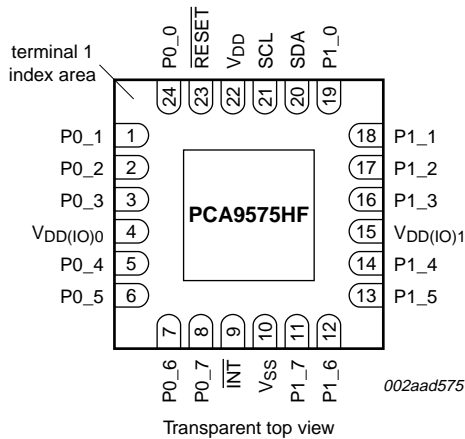 terminal 1
index area
P0_0
RESET
VDD
SCL
SDA
P1_0
24
23
22
21
20
19
P0_1 1
P0_2 2
P0_3 3
VDD(IO)0 4
P0_4 5
P0_5 6
PCA9575HF
18 P1_1
17 P1_2
16 P1_3
15 VDD(IO)1
14 P1_4
13 P1_5
7
8
9
10
11
12
P0_6
P0_7
INT
VSS
P1_7
P1_6
002aad575
Transparent top view